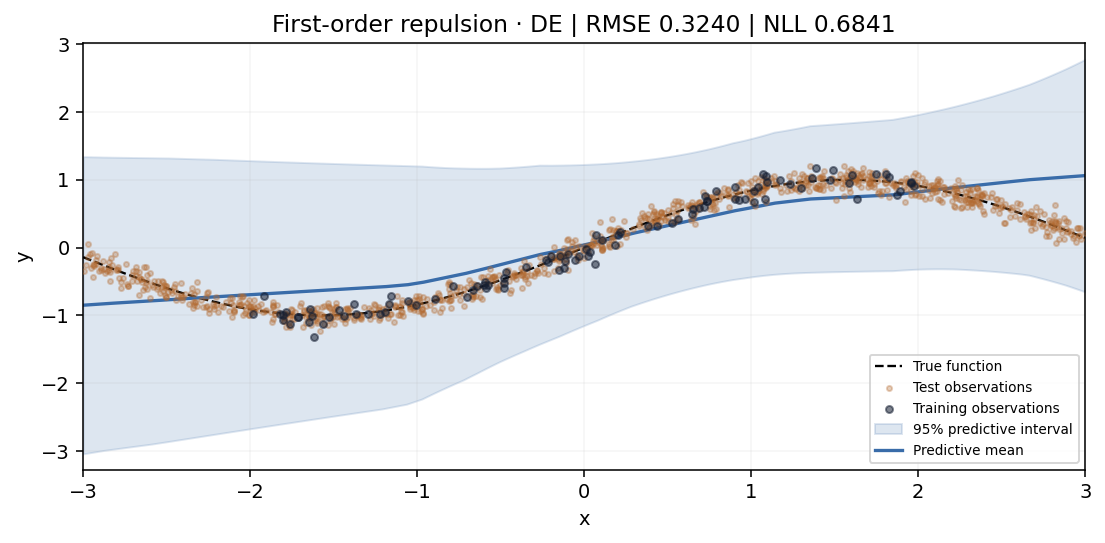 First-order repulsion · DE | RMSE 0.3240 | NLL 0.6841
3
2
1
0
−1
−2
−3
y
−3
−2
−1
0
1
2
3
x
True function
Test observations
Training observations
95% predictive interval
Predictive mean